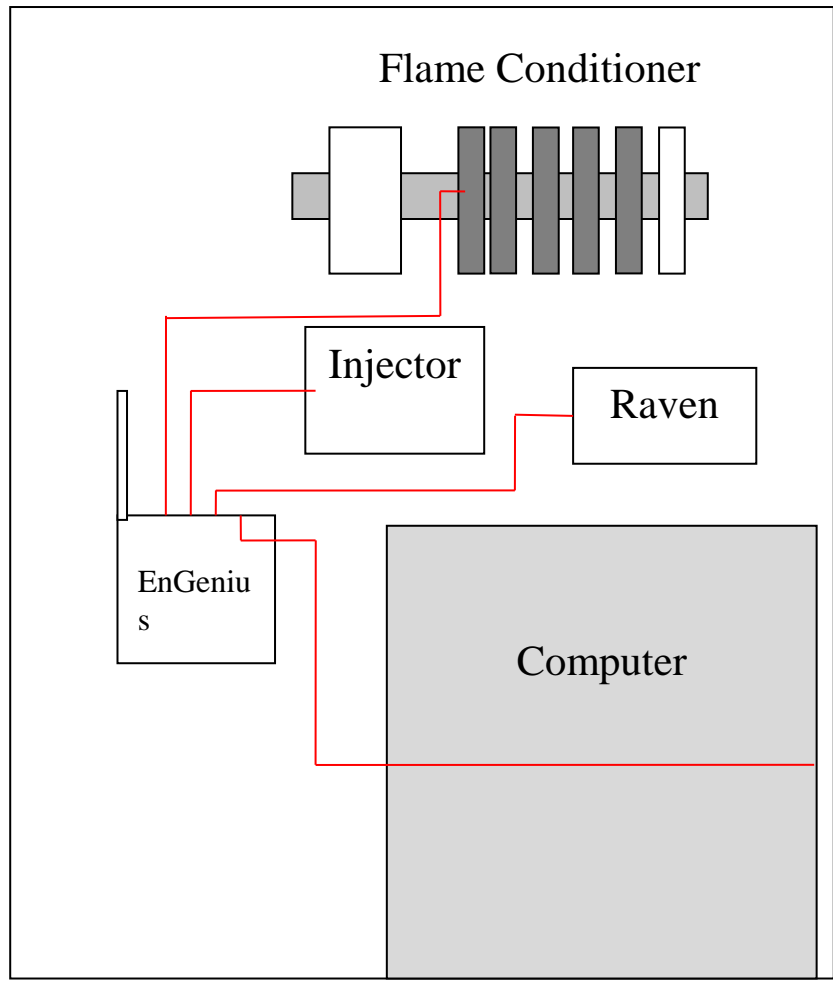 Flame Conditioner
Injector
Raven
EnGeniu
s
Computer